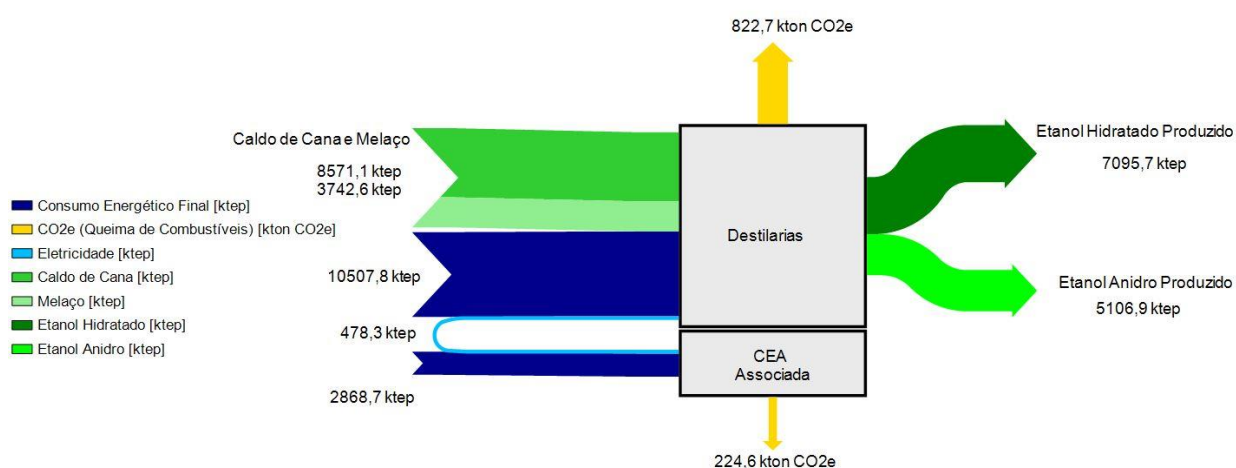 822,7 kton CO2e
Caldo de Cana e Melaço
8571,1 ktep
3742,6 ktep
Consumo Energético Final [ktep]
CO2e (Queima de Combustíveis) [kton CO2e]
Eletricidade [ktep]
Caldo de Cana [ktep]
Melaço [ktep]
Etanol Hidratado [ktep]
Etanol Anidro [ktep]
10507,8 ktep
478,3 ktep
2868,7 ktep
Destilarias
CEA
Associada
Etanol Hidratado Produzido
7095,7 ktep
Etanol Anidro Produzido
5106,9 ktep
224,6 kton CO2e